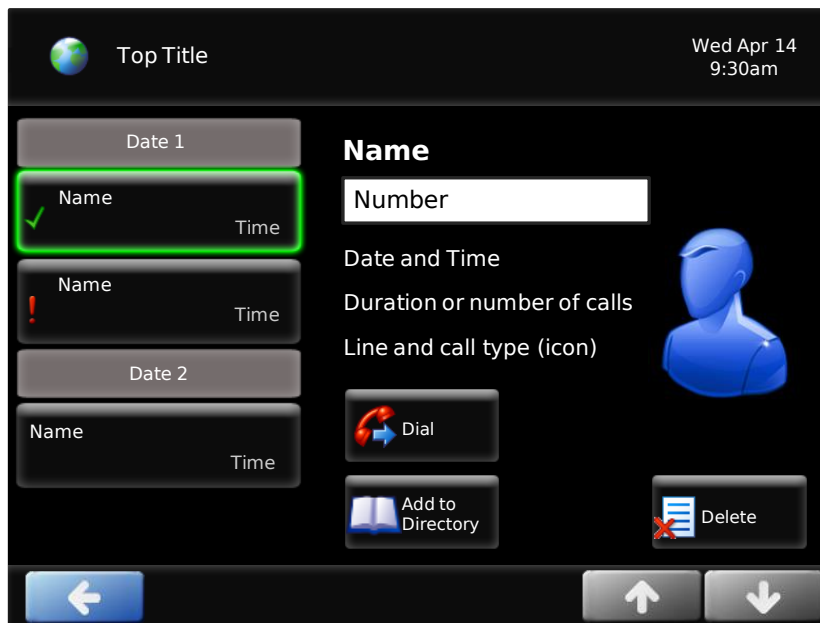 Top Title
Wed Apr 14
9:30am
Date 1
Name
Time
Name
Time
Date 2
Name
Time
Name
Number
Date and Time
Duration or number of calls
Line and call type (icon)
Dial
Add to
Directory
Delete